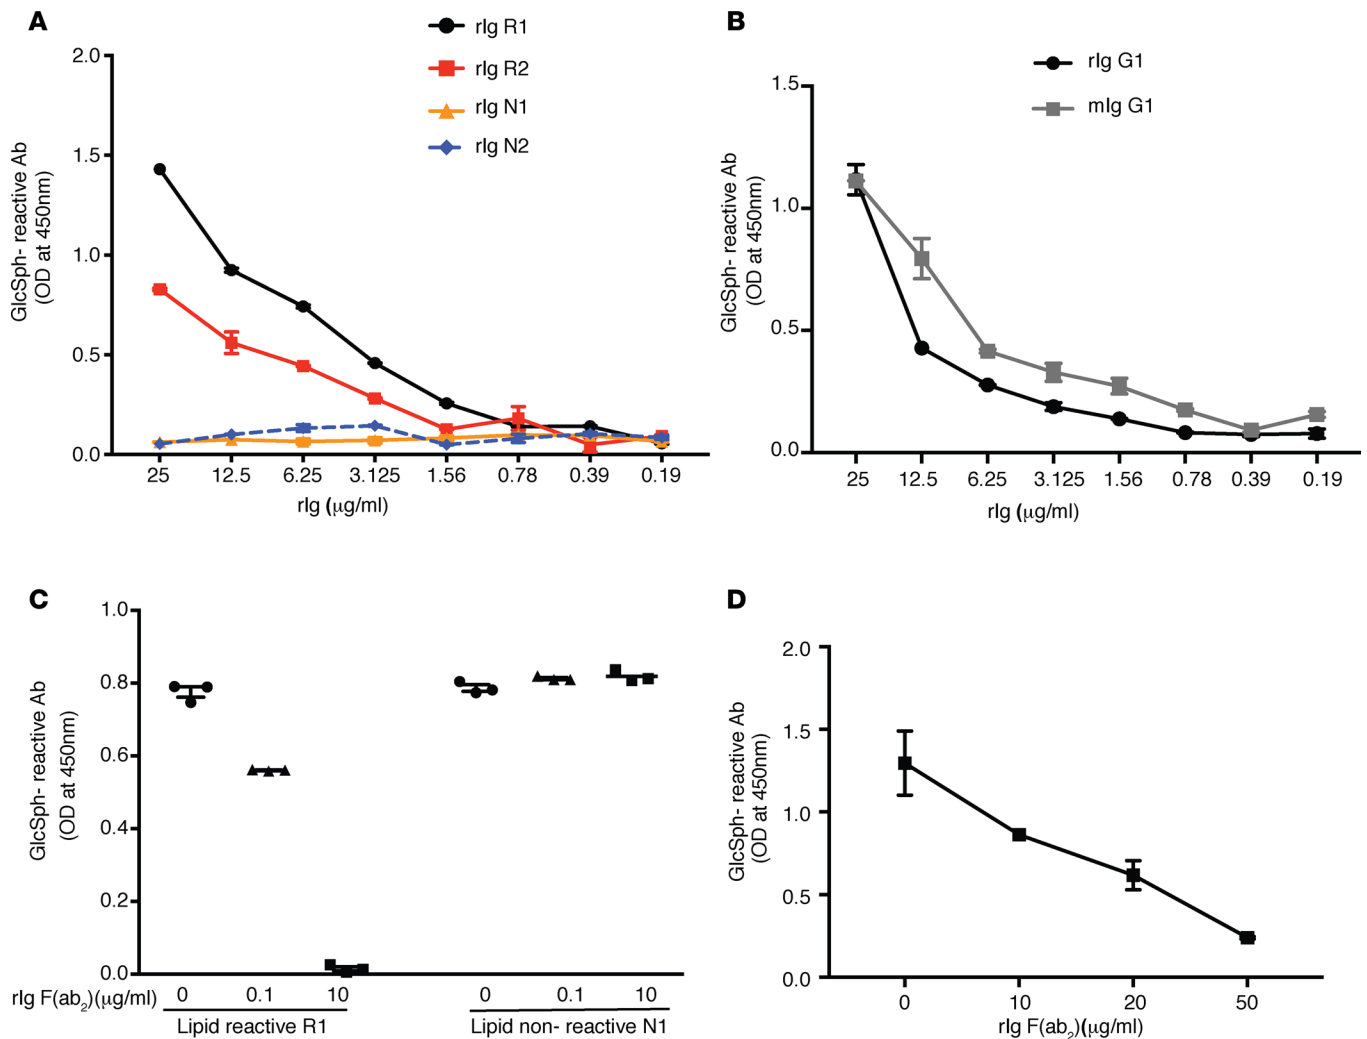 A
rIg R1
rIg R2
rIg N1
rIg N2
GlcSph- reactive Ab
(OD at 450nm)
2.0
1.5
1.0
0.5
0.0
25 12.5 6.25 3.125 1.56 0.78 0.39 0.19
rIg (μg/ml)
B
rIg G1
mIg G1
GlcSph- reactive Ab
(OD at 450nm)
1.5
1.0
0.5
0.0
25 12.5 6.25 3.125 1.56 0.78 0.39 0.19
rIg (μg/ml)
C
GlcSph- reactive Ab
(OD at 450nm)
1.0
0.8
0.6
0.4
0.2
0.0
rIg F(ab₂)(μg/ml) 0 0.1 10 0 0.1 10
Lipid reactive R1 Lipid non- reactive N1
D
GlcSph- reactive Ab
(OD at 450nm)
2.0
1.5
1.0
0.5
0.0
0 10 20 50
rIg F(ab₂)(μg/ml)